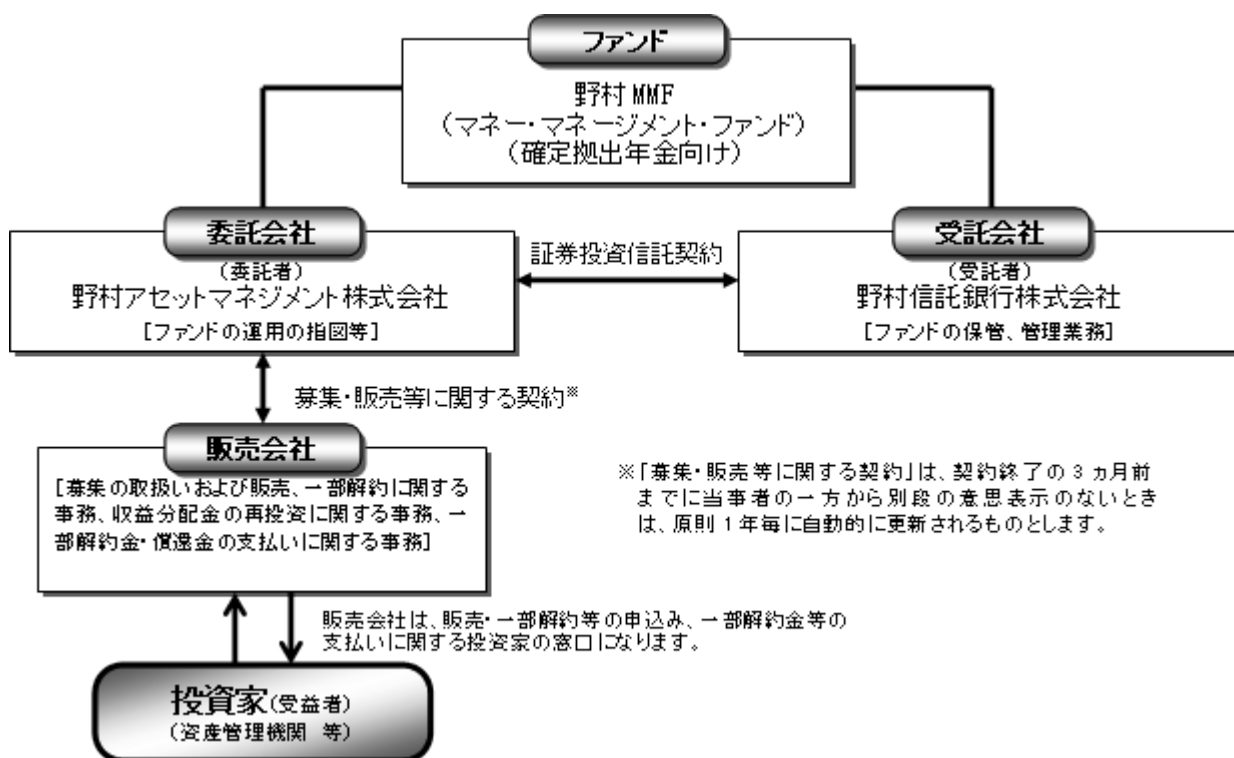 ファンド
野村 MMF
(マネー・マネージメント・ファンド)
(確定拠出年金向け)
委託会社
(委託者)
野村アセットマネジメント株式会社
[ファンドの運用の指図等]
証券投資信託契約
受託会社
(受託者)
野村信託銀行株式会社
[ファンドの保管、管理業務]
募集・販売等に関する契約※
販売会社
[募集の取扱いおよび販売、一部解約に関する
事務、収益分配金の再投資に関する事務、一
部解約金・償還金の支払いに関する事務]
※「募集・販売等に関する契約」は、契約終了の 3 ヵ月前
までに当事者の一方から別段の意思表示のないとき
は、原則 1 年毎に自動的に更新されるものとします。
販売会社は、販売・一部解約等の申込み、一部解約金等の
支払いに関する投資家の窓口になります。
投資家(受益者)
(資産管理機関 等)